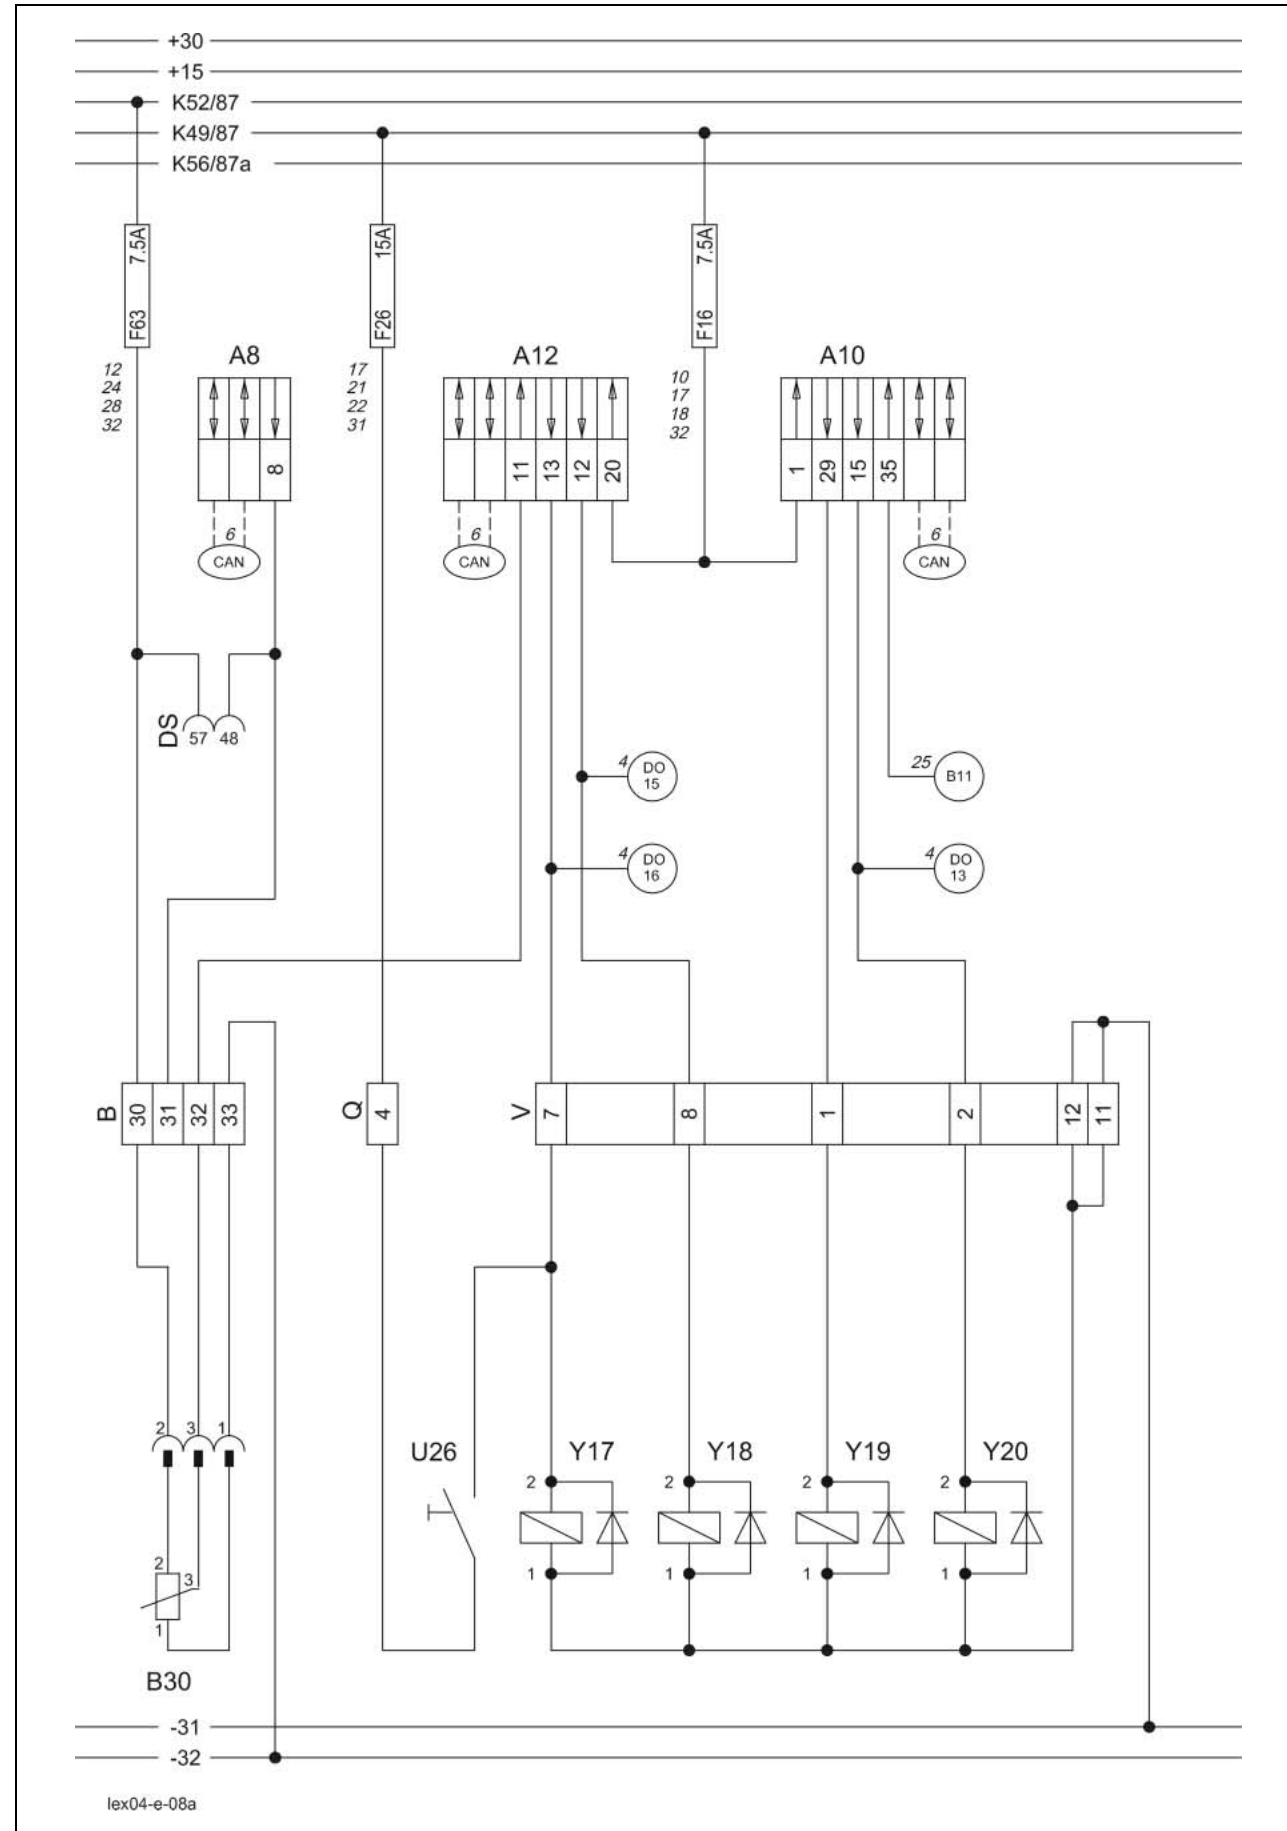 +30
+15
K52/87
K49/87
K56/87a
7.5A
F63
15A
F26
7.5A
F16
12
24
28
32
A8
17
21
22
31
A12
10
17
18
32
A10
8
11
13
12
20
1
29
15
35
6
CAN
6
CAN
6
CAN
DS
57
48
4
DO
15
25
B11
4
DO
16
4
DO
13
B
30
31
32
33
Q
4
V
7
8
1
2
12
11
2
3
1
U26
Y17
Y18
Y19
Y20
2
2
2
2
2
3
1
1
1
1
1
B30
-31
-32
lex04-e-08a